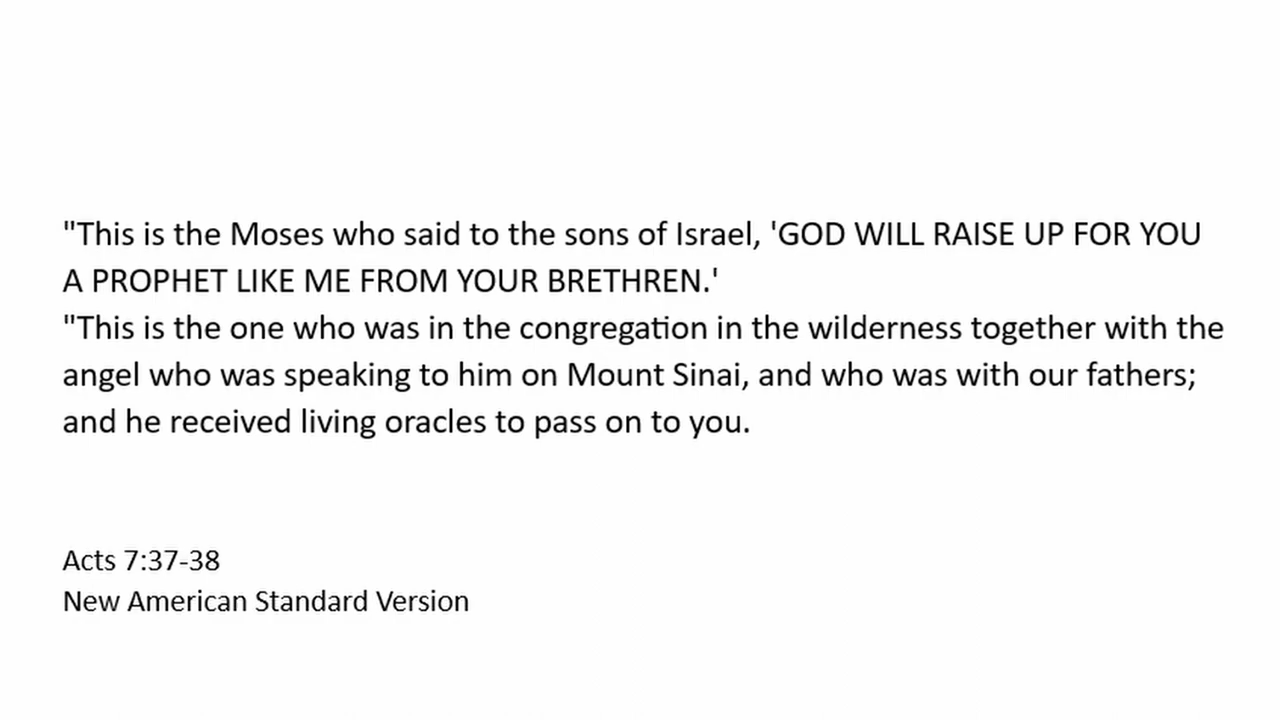 "This is the Moses who said to the sons of Israel, 'GOD WILL RAISE UP FOR YOU
A PROPHET LIKE ME FROM YOUR BRETHREN.'
"This is the one who was in the congregation in the wilderness together with the
angel who was speaking to him on Mount Sinai, and who was with our fathers;
and he received living oracles to pass on to you.
Acts 7:37-38
New American Standard Version